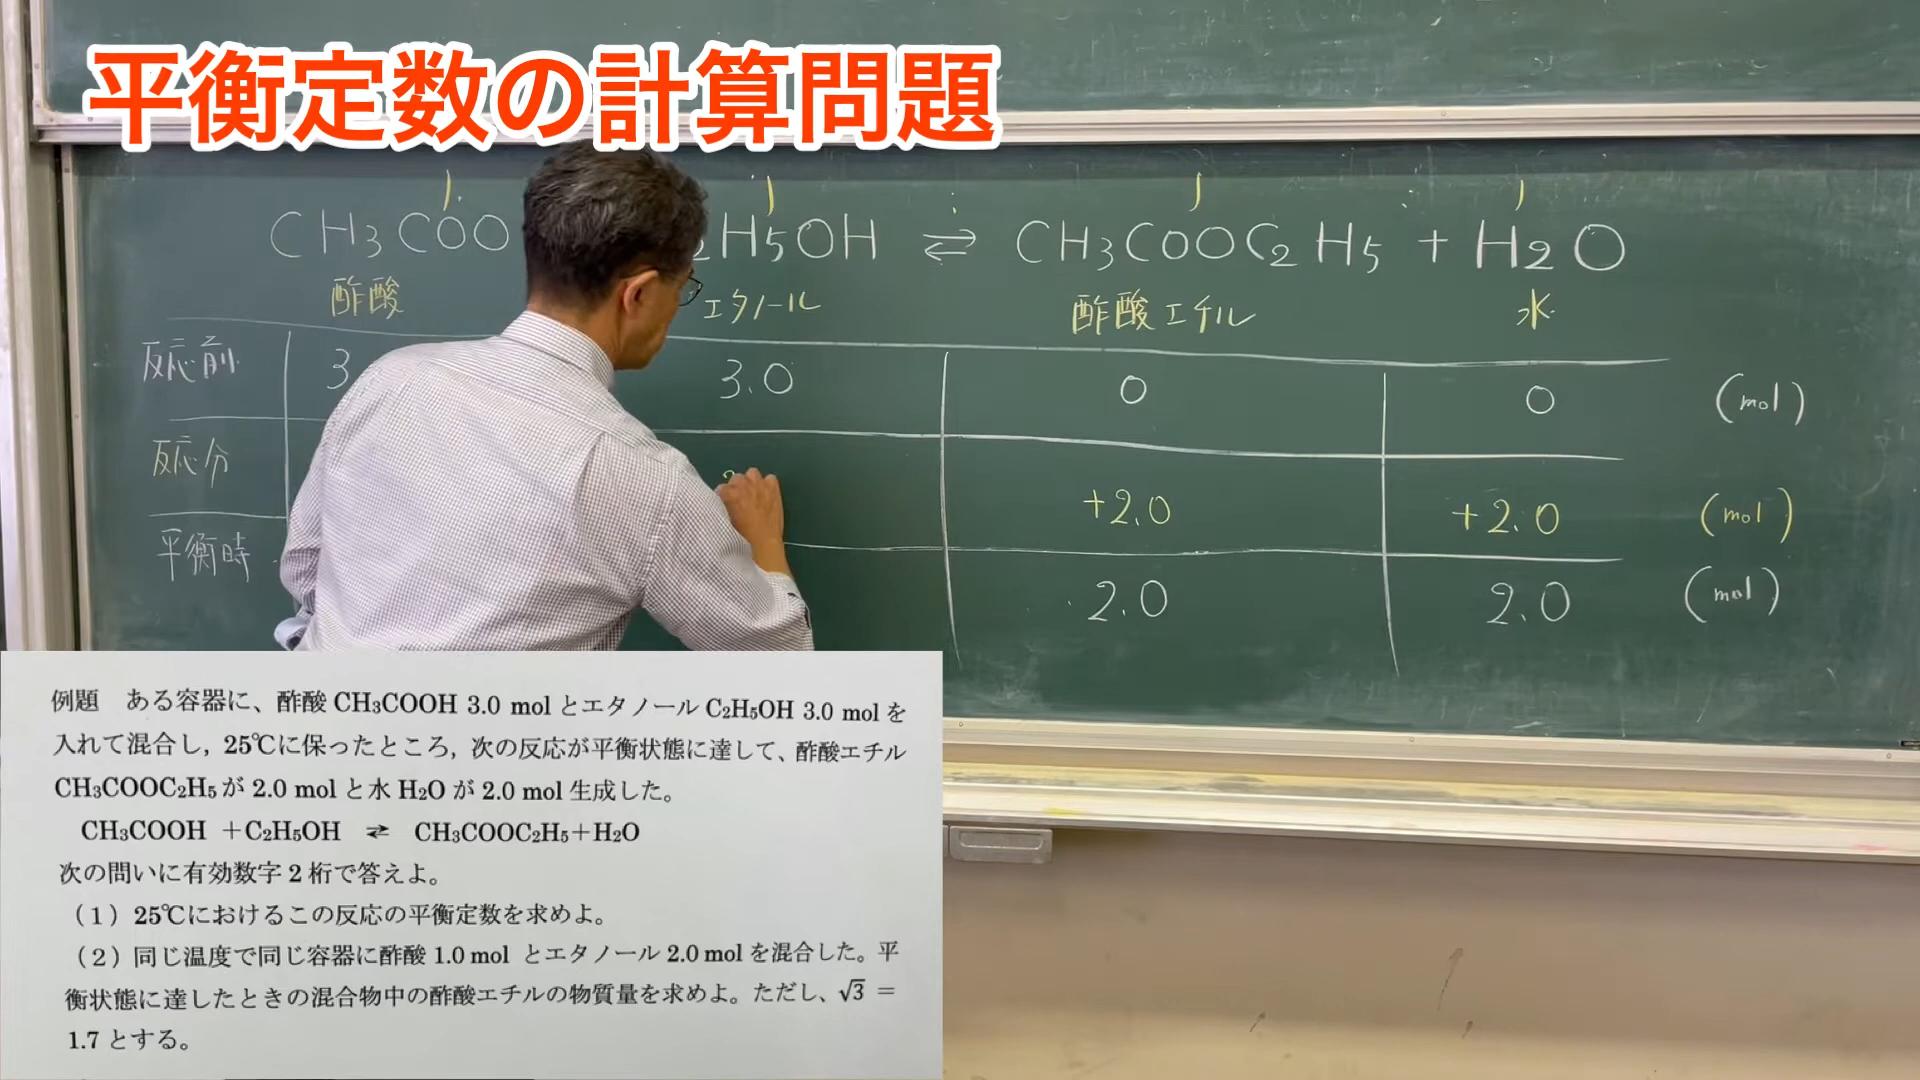 平衡定数の計算問題
CH3COO 2H5OH ⇄ CH3COOC2H5 + H2O
酢酸 エタノール 酢酸エチル 水
反応前 3. 3.0 0 0 (mol)
反応分 +2.0 +2.0 (mol)
平衡時 2.0 2.0 (mol)
例題 ある容器に、酢酸 CH₃COOH 3.0 mol とエタノール C₂H₅OH 3.0 mol を
入れて混合し，25℃に保ったところ，次の反応が平衡状態に達して、酢酸エチル
CH₃COOC₂H₅が 2.0 mol と水 H₂O が 2.0 mol 生成した。
CH₃COOH ＋C₂H₅OH ⇄ CH₃COOC₂H₅＋H₂O
次の問いに有効数字 2 桁で答えよ。
（1）25℃におけるこの反応の平衡定数を求めよ。
（2）同じ温度で同じ容器に酢酸 1.0 mol とエタノール 2.0 mol を混合した。平
衡状態に達したときの混合物中の酢酸エチルの物質量を求めよ。ただし、√3 ＝
1.7 とする。